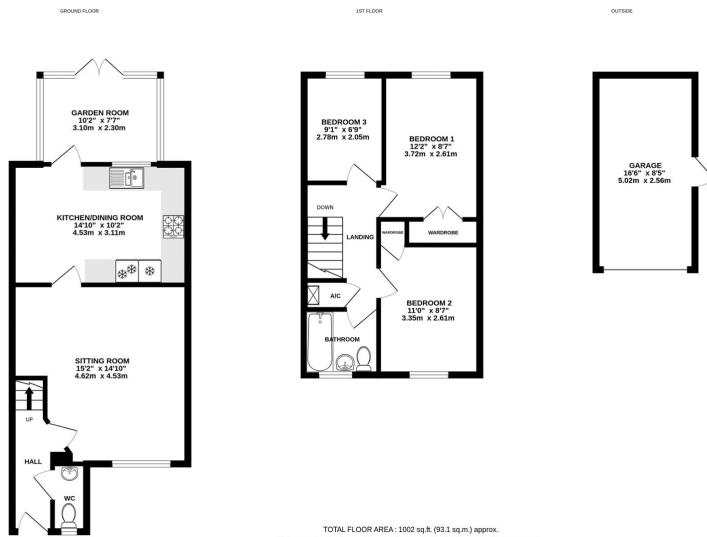 GROUND FLOOR
GARDEN ROOM
10'2" x 7'7"
3.10m x 2.30m
KITCHEN/DINING ROOM
14'10" x 10'2"
4.53m x 3.11m
SITTING ROOM
15'2" x 14'10"
4.62m x 4.53m
UP
HALL
WC
1ST FLOOR
BEDROOM 3
9'1" x 6'9"
2.78m x 2.05m
BEDROOM 1
12'2" x 8'7"
3.72m x 2.61m
DOWN
LANDING
WARDROBE
WARDROBE
A/C
BEDROOM 2
11'0" x 8'7"
3.35m x 2.61m
BATHROOM
OUTSIDE
GARAGE
16'6" x 8'5"
5.02m x 2.56m
TOTAL FLOOR AREA : 1002 sq.ft. (93.1 sq.m.) approx.